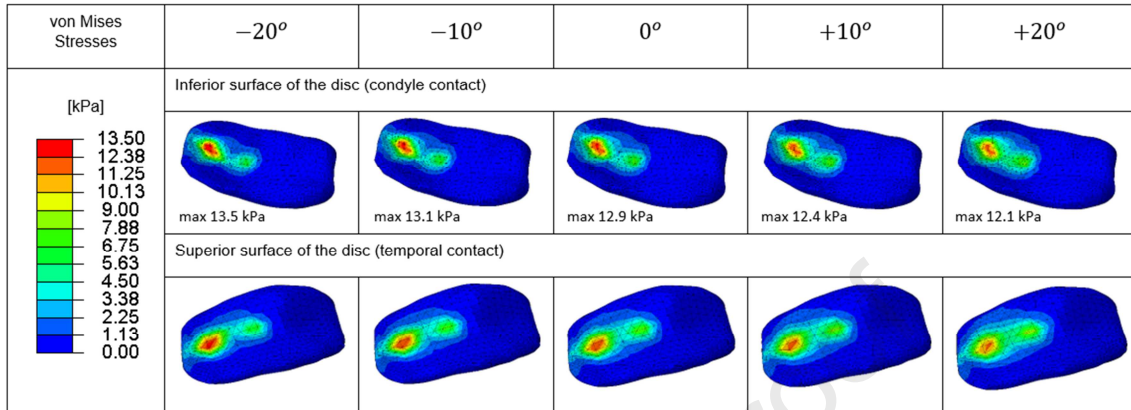 von Mises
Stresses
−20° −10° 0° +10° +20°
Inferior surface of the disc (condyle contact)
[kPa]
13.50
12.38
11.25
10.13
9.00
7.88
6.75
5.63
4.50
3.38
2.25
1.13
0.00
max 13.5 kPa max 13.1 kPa max 12.9 kPa max 12.4 kPa max 12.1 kPa
Superior surface of the disc (temporal contact)